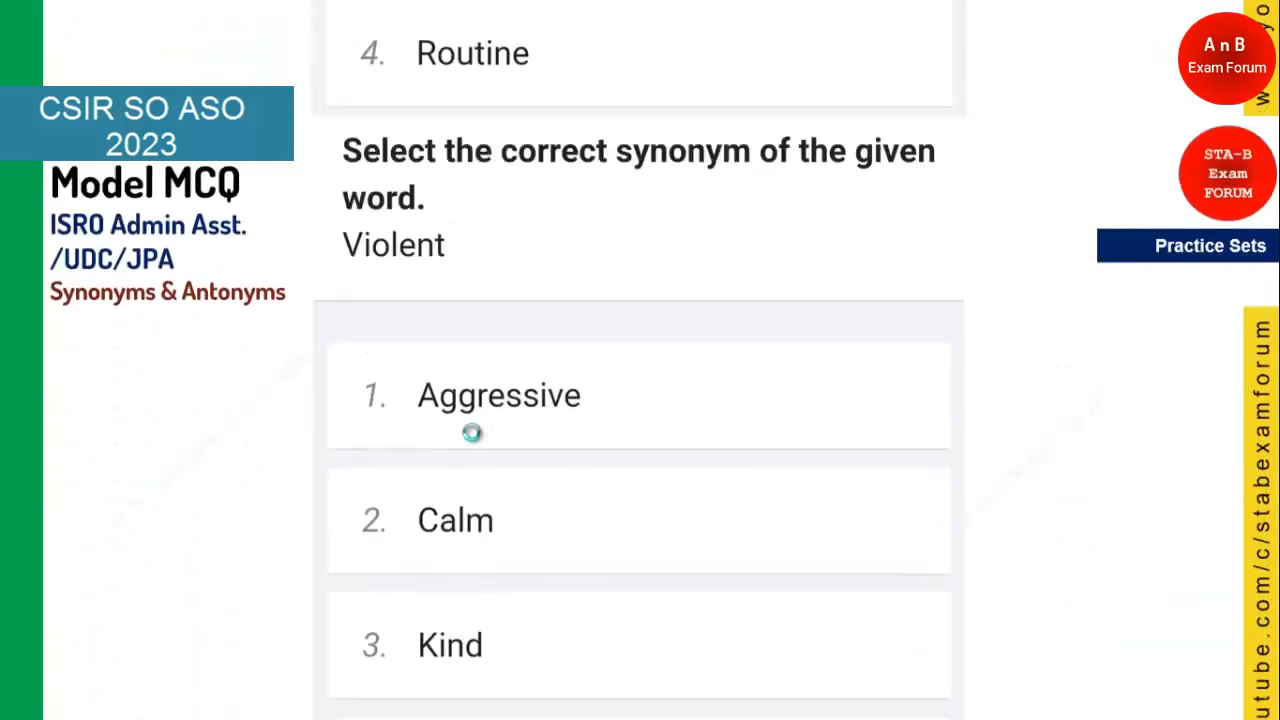 4. Routine
CSIR SO ASO
2023
Model MCQ
ISRO Admin Asst.
/UDC/JPA
Synonyms & Antonyms
Select the correct synonym of the given
word.
Violent
1. Aggressive
2. Calm
3. Kind
A n B
Exam Forum
STA-B
Exam
FORUM
Practice Sets
utube.com/c/stabexamforum